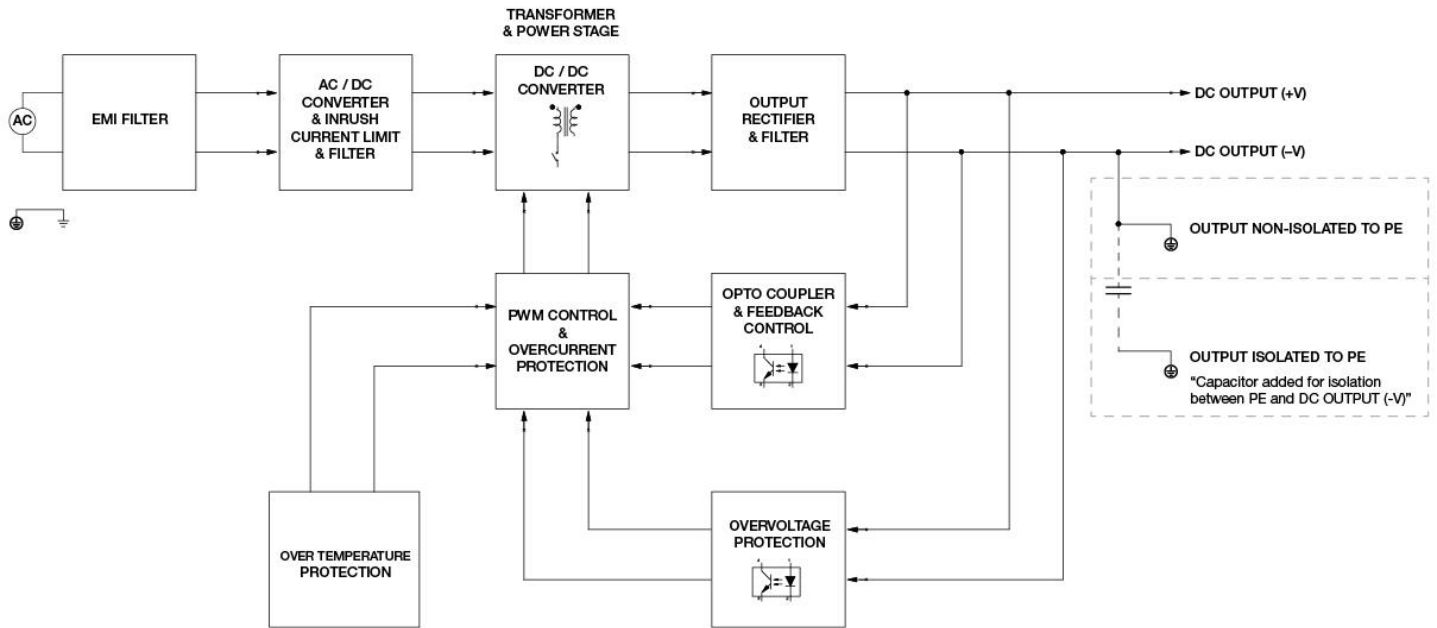 TRANSFORMER
& POWER STAGE
AC
EMI FILTER
AC / DC
CONVERTER
& INRUSH
CURRENT LIMIT
& FILTER
DC / DC
CONVERTER
OUTPUT
RECTIFIER
& FILTER
DC OUTPUT (+V)
DC OUTPUT (–V)
OUTPUT NON-ISOLATED TO PE
PWM CONTROL
&
OVERCURRENT
PROTECTION
OPTO COUPLER
& FEEDBACK
CONTROL
OUTPUT ISOLATED TO PE
"Capacitor added for isolation
between PE and DC OUTPUT (-V)"
OVER TEMPERATURE
PROTECTION
OVERVOLTAGE
PROTECTION